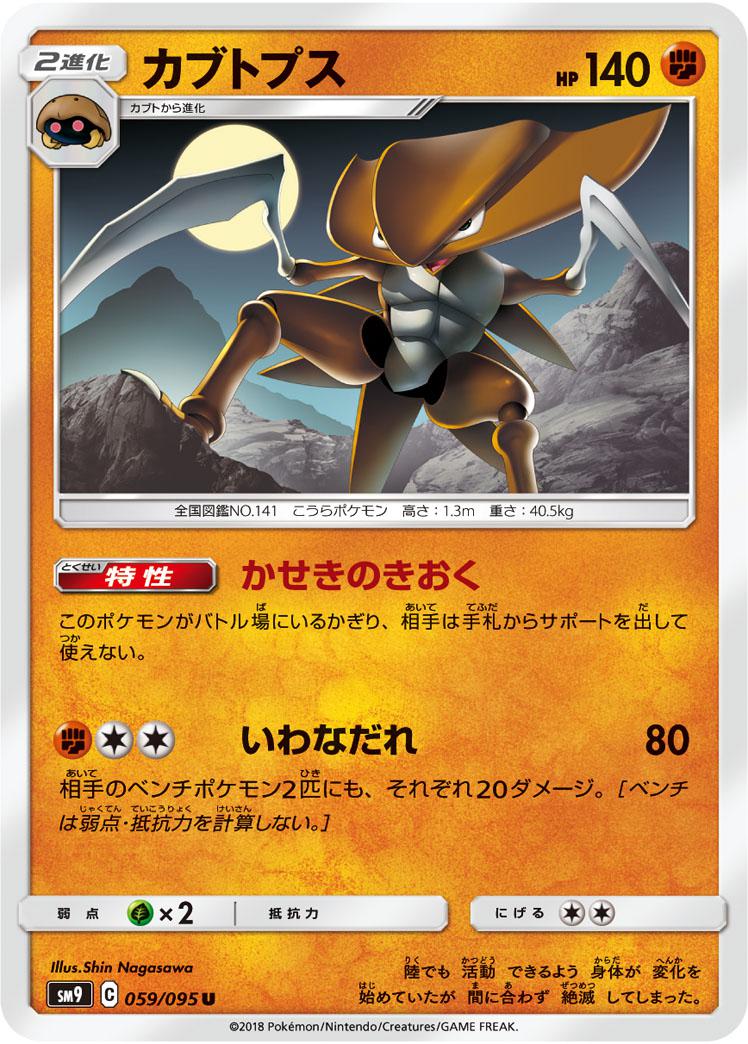 2進化
カブトプス
HP 140
カブトから進化
全国図鑑NO.141 こうらポケモン 高さ:1.3m 重さ:40.5kg
とくせい
特性 かせきのきおく
このポケモンがバトル場にいるかぎり、相手は手札からサポートを出して
使えない。
いわなだれ 80
相手のベンチポケモン2匹にも、それぞれ20ダメージ。[ベンチ
は弱点・抵抗力を計算しない。]
弱点 ×2 抵抗力 にげる
Illus.Shin Nagasawa
SM9 C 059/095 U
陸でも 活動 できるよう 身体が 変化を
始めていたが 間に合わず 絶滅 してしまった。
©2018 Pokémon/Nintendo/Creatures/GAME FREAK.